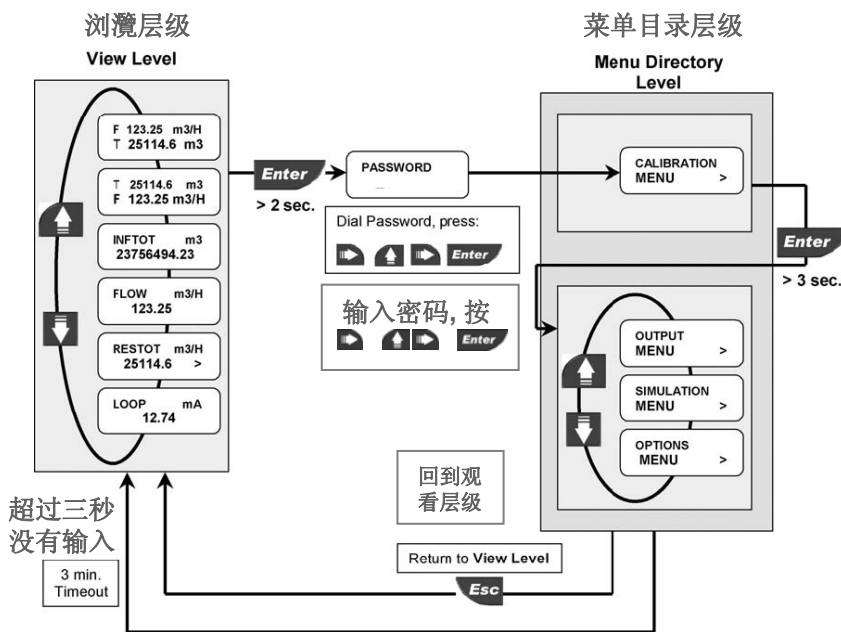 浏灠层级
View Level
F 123.25 m3/H
T 25114.6 m3
T 25114.6 m3
F 123.25 m3/H
INFTOT m3
23756494.23
FLOW m3/H
123.25
RESTOT m3/H
25114.6 >
LOOP mA
12.74
Enter
> 2 sec.
PASSWORD
_
Dial Password, press:
Enter
输入密码, 按
Enter
菜单目录层级
Menu Directory
Level
CALIBRATION
MENU >
Enter
> 3 sec.
OUTPUT
MENU >
SIMULATION
MENU >
OPTIONS
MENU >
回到观
看层级
Return to View Level
Esc
超过三秒
没有输入
3 min.
Timeout